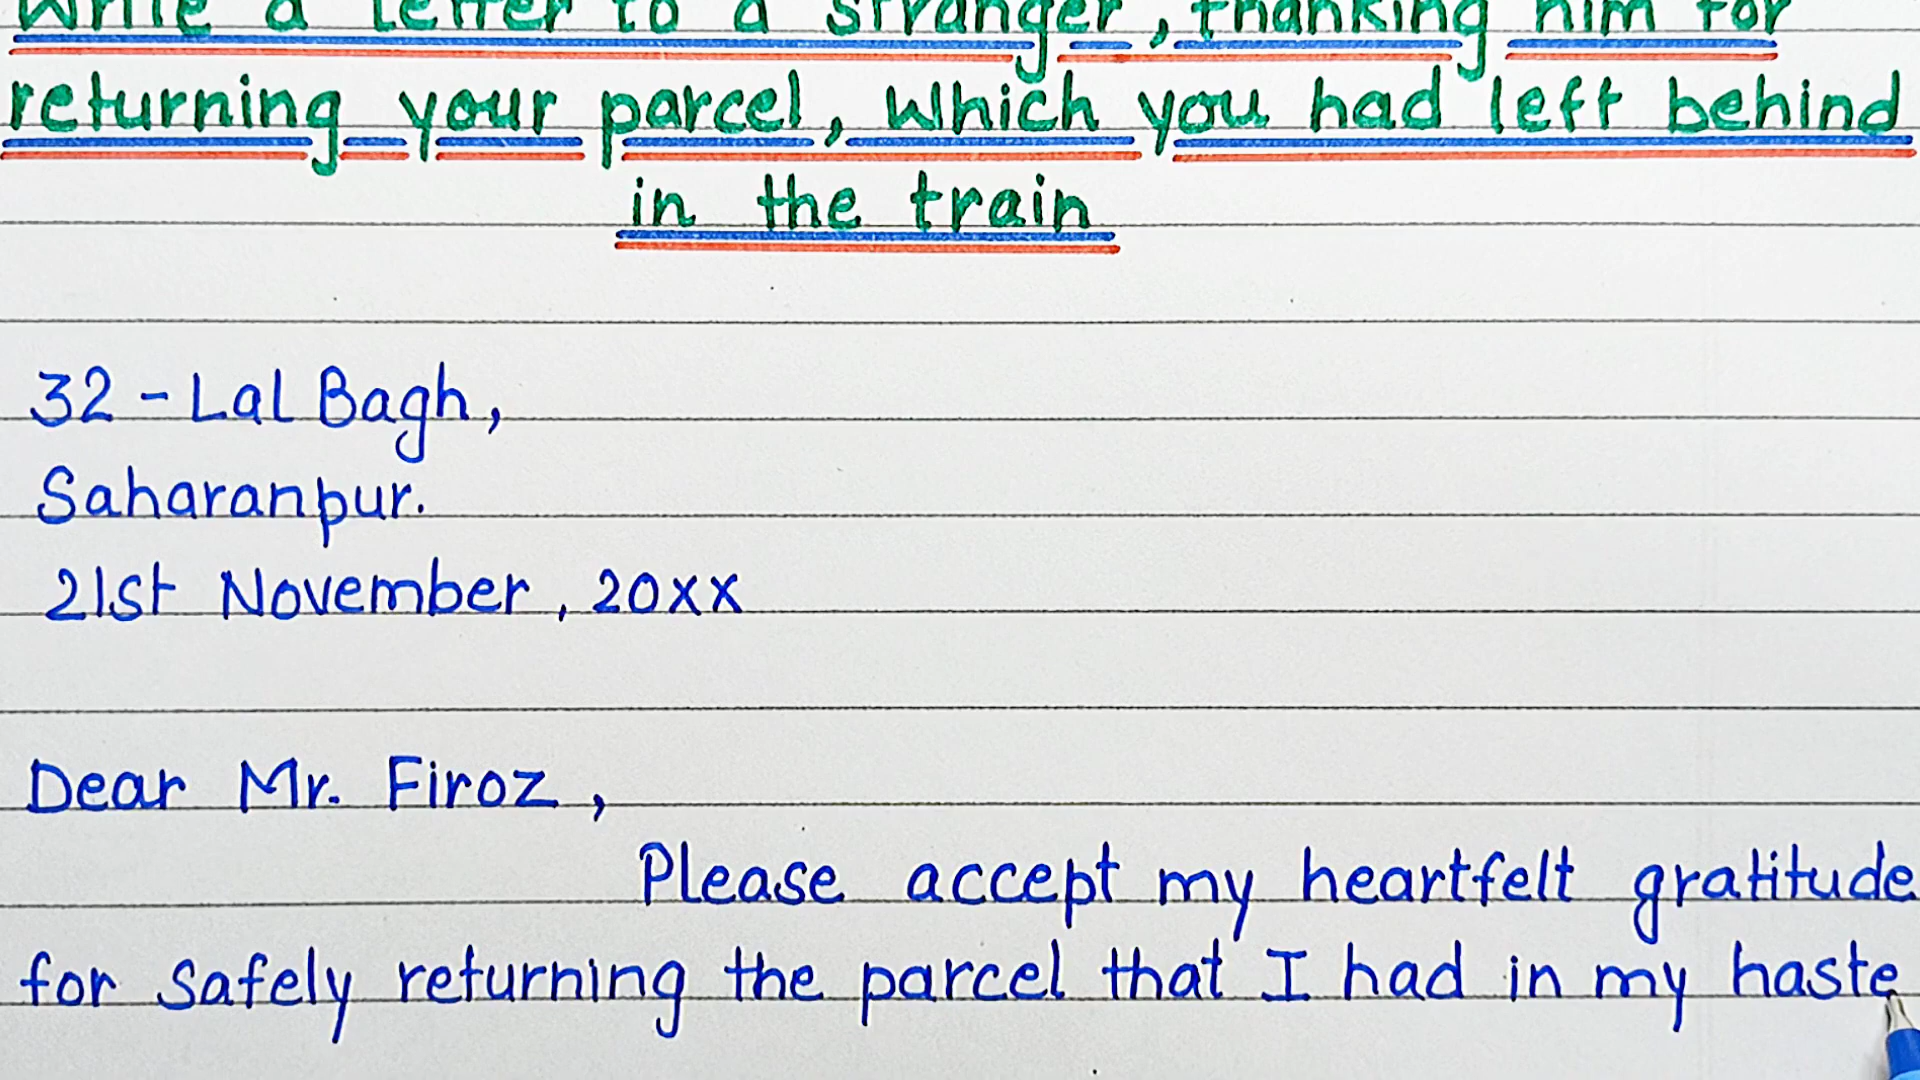 Write a letter to a stranger, thanking him for
returning your parcel, which you had left behind
in the train
32 - Lal Bagh,
Saharanpur.
21st November, 20xx
Dear Mr. Firoz,
Please accept my heartfelt gratitude
for safely returning the parcel that I had in my haste